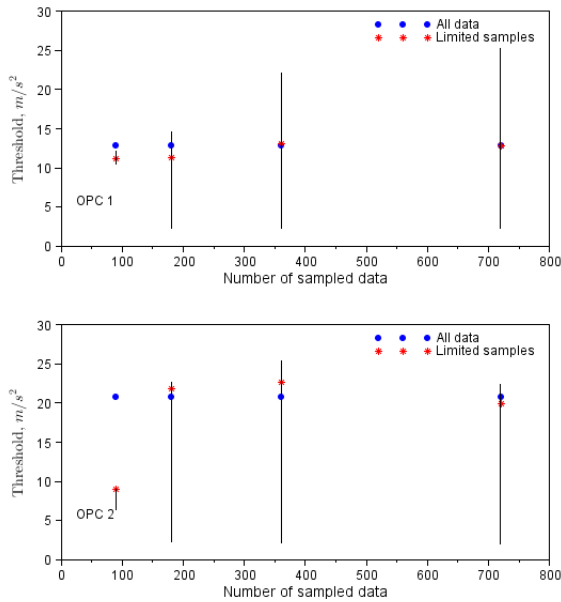 30
25
20
15
10
5
0
Threshold, m/s²
All data
Limited samples
OPC 1
0 100 200 300 400 500 600 700 800
Number of sampled data
30
25
20
15
10
5
0
Threshold, m/s²
All data
Limited samples
OPC 2
0 100 200 300 400 500 600 700 800
Number of sampled data